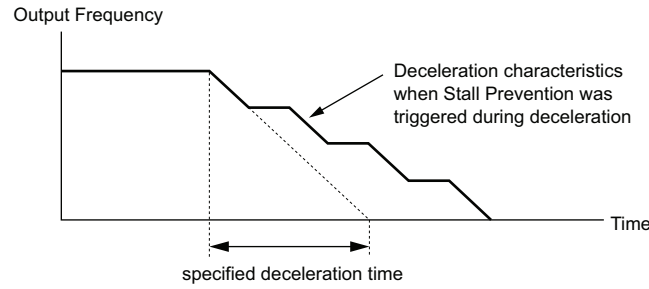 Output Frequency
Deceleration characteristics
when Stall Prevention was
triggered during deceleration
Time
specified deceleration time